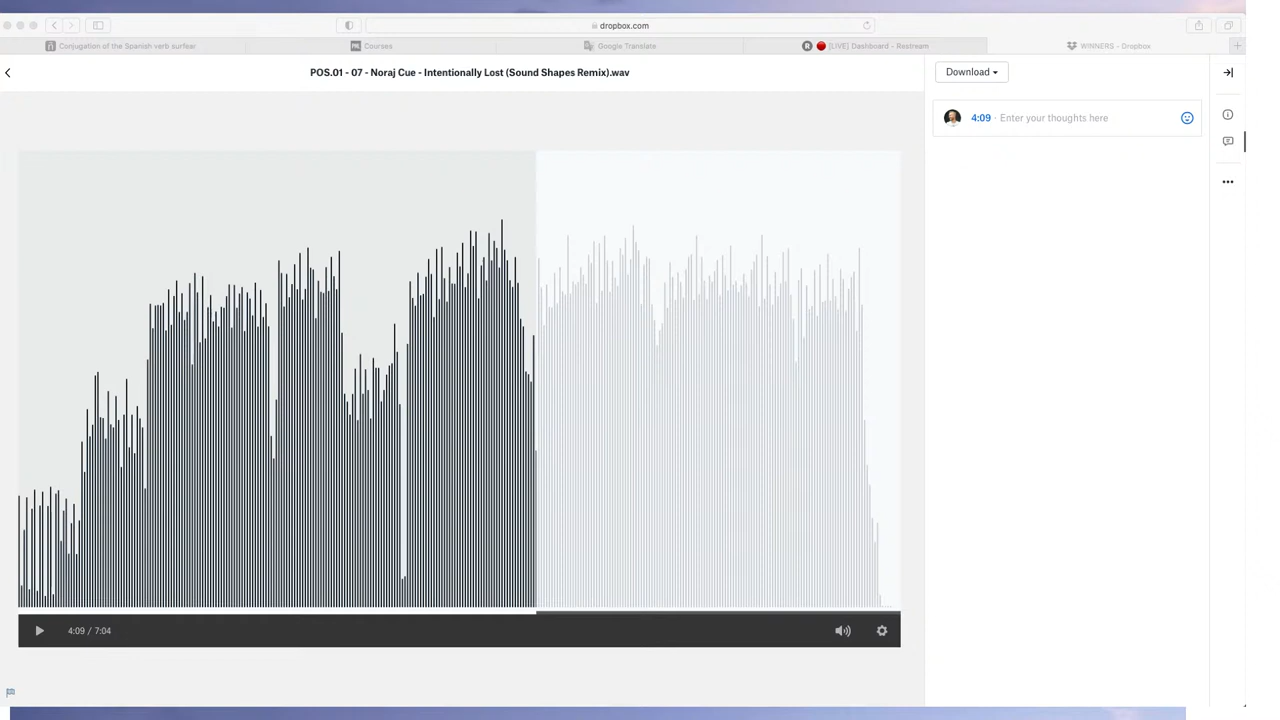 dropbox.com
Conjugation of the Spanish verb surfear
Courses
Google Translate
[LIVE] Dashboard - Restream
WINNERS - Dropbox
POS.01 - 07 - Noraj Cue - Intentionally Lost (Sound Shapes Remix).wav
Download
4:09 · Enter your thoughts here
4:09 / 7:04